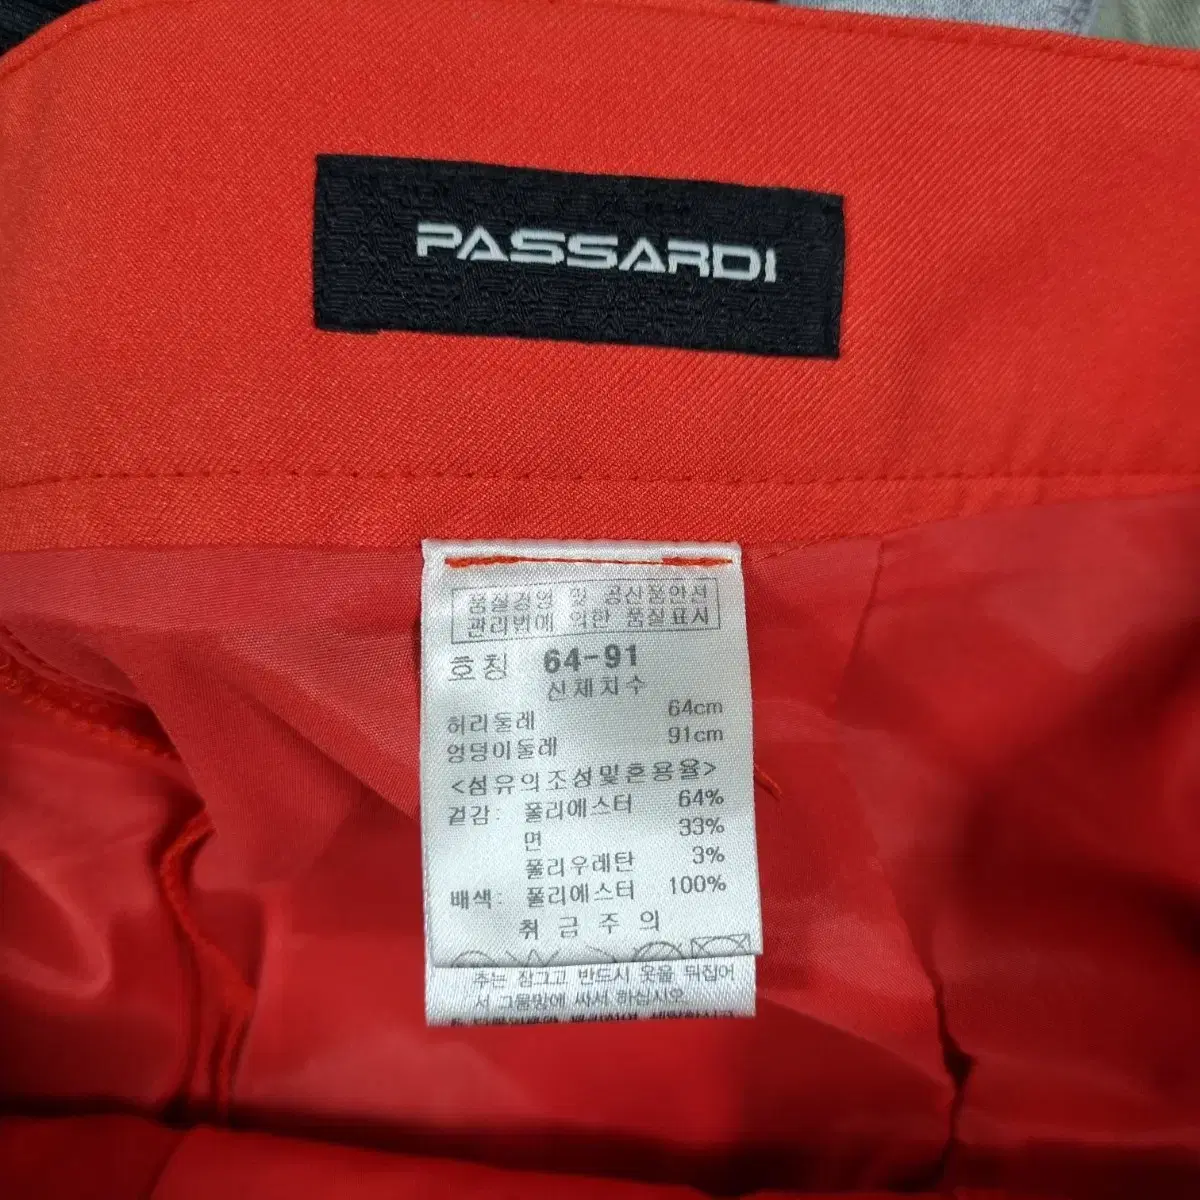 PASSARDI
품질경영 및 공산품안전
관리법에 의한 품질표시
호칭 64-91
신체치수
허리둘레 64cm
엉덩이둘레 91cm
<섬유의조성및혼용율>
겉감: 폴리에스터 64%
면 33%
폴리우레탄 3%
배색: 폴리에스터 100%
취 금 주 의
추는 잠그고 반드시 옷을 뒤집어
서 그물망에 싸서 하십시오